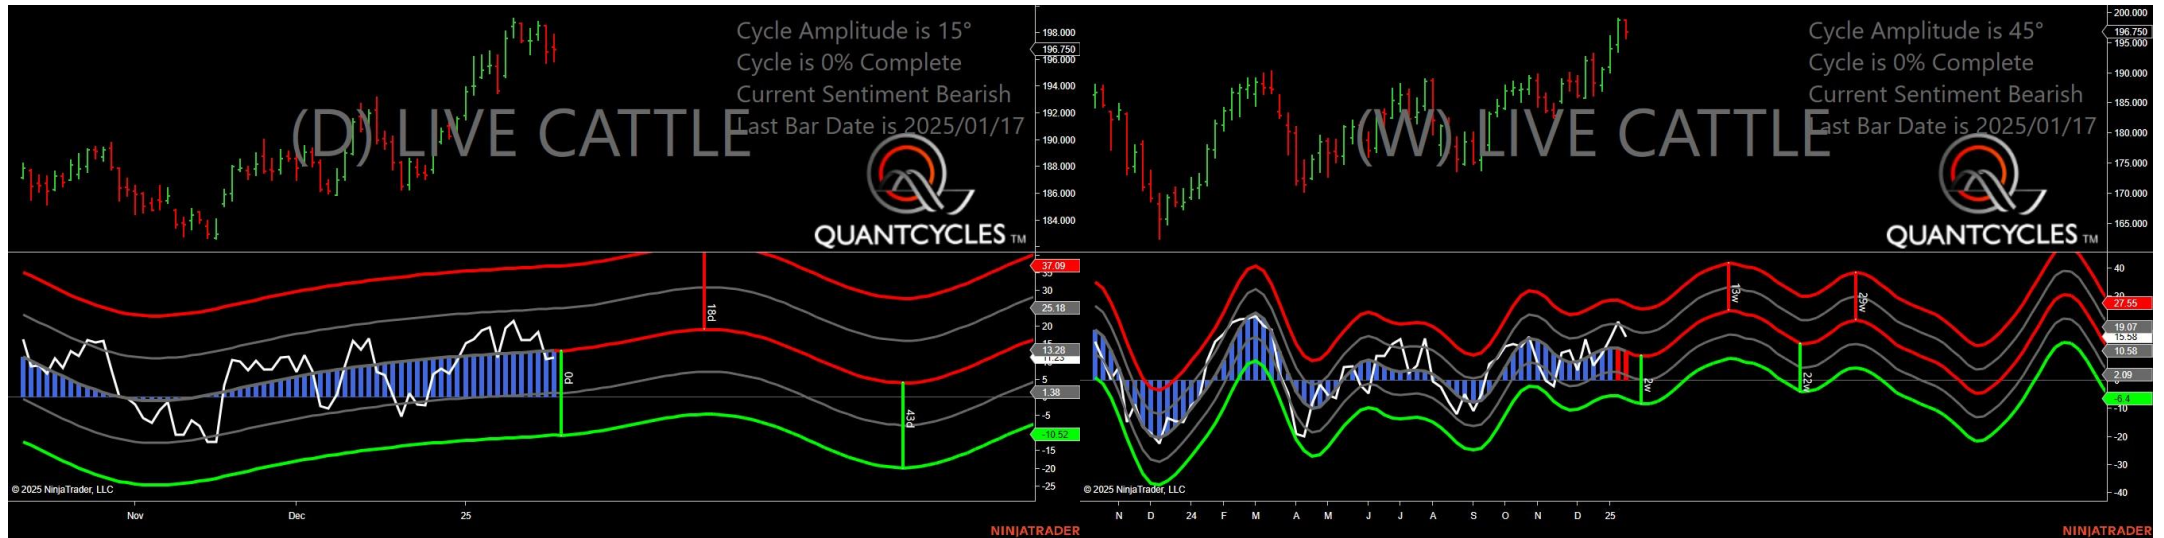 Cycle Amplitude is 15°
Cycle is 0% Complete
Current Sentiment Bearish
Last Bar Date is 2025/01/17
(D) LIVE CATTLE
QUANTCYCLES TM
198.000
196.750
196.000
194.000
192.000
190.000
188.000
186.000
184.000
37.09
30
25.18
20
13.28
5
1.38
-5
-10.52
-15
-20
-25
18d
0d
43d
© 2025 NinjaTrader, LLC
Nov
Dec
25
NINJATRADER
Cycle Amplitude is 45°
Cycle is 0% Complete
Current Sentiment Bearish
Last Bar Date is 2025/01/17
(W) LIVE CATTLE
QUANTCYCLES TM
200.000
196.750
195.000
190.000
185.000
180.000
175.000
170.000
165.000
40
27.55
19.07
15.58
10.58
2.09
-6.4
-10
-20
-30
-40
13w
29w
2w
22w
© 2025 NinjaTrader, LLC
N D 24 F M A M J J A S O N D 25
NINJATRADER